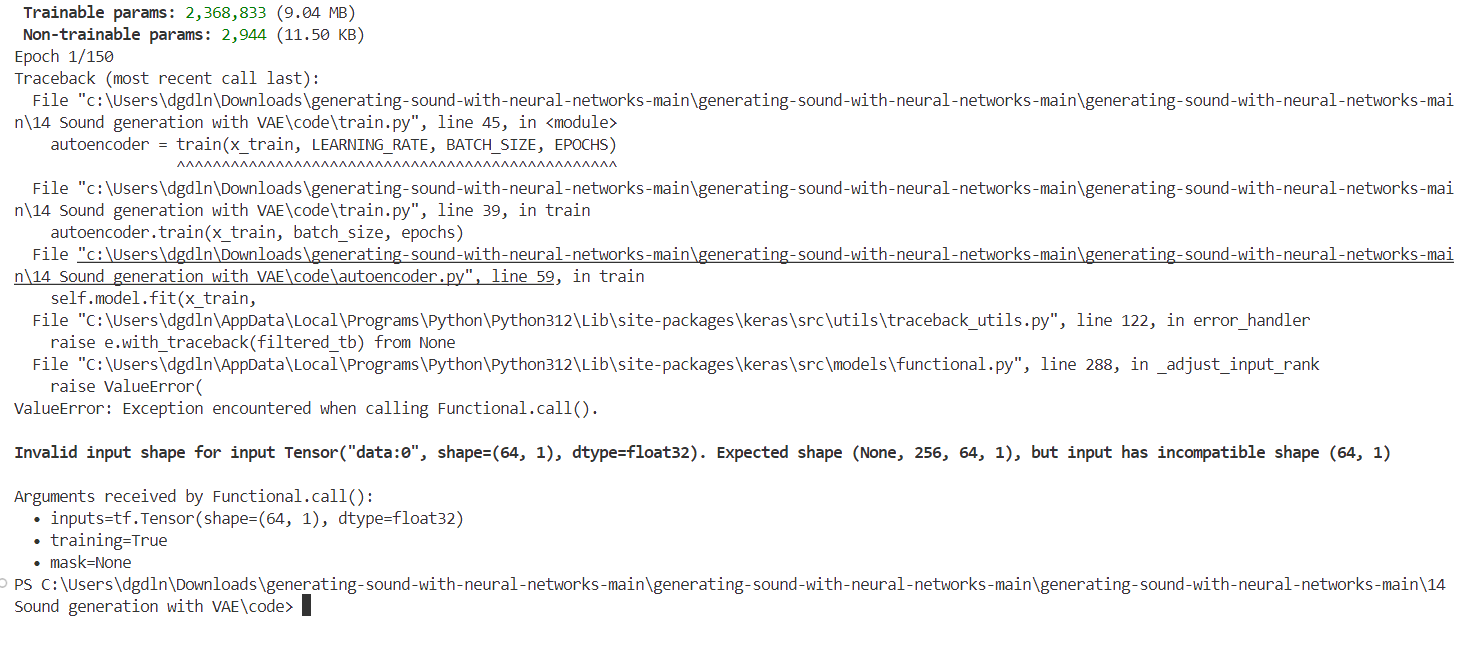 Trainable params: 2,368,833 (9.04 MB)
Non-trainable params: 2,944 (11.50 KB)
Epoch 1/150
Traceback (most recent call last):
File "c:\Users\dgdln\Downloads\generating-sound-with-neural-networks-main\generating-sound-with-neural-networks-main\generating-sound-with-neural-networks-mai
n\14 Sound generation with VAE\code\train.py", line 45, in <module>
autoencoder = train(x_train, LEARNING_RATE, BATCH_SIZE, EPOCHS)
^^^^^^^^^^^^^^^^^^^^^^^^^^^^^^^^^^^^^^^^^^^^^^^^^
File "c:\Users\dgdln\Downloads\generating-sound-with-neural-networks-main\generating-sound-with-neural-networks-main\generating-sound-with-neural-networks-mai
n\14 Sound generation with VAE\code\train.py", line 39, in train
autoencoder.train(x_train, batch_size, epochs)
File "c:\Users\dgdln\Downloads\generating-sound-with-neural-networks-main\generating-sound-with-neural-networks-main\generating-sound-with-neural-networks-mai
n\14 Sound generation with VAE\code\autoencoder.py", line 59, in train
self.model.fit(x_train,
File "C:\Users\dgdln\AppData\Local\Programs\Python\Python312\Lib\site-packages\keras\src\utils\traceback_utils.py", line 122, in error_handler
raise e.with_traceback(filtered_tb) from None
File "C:\Users\dgdln\AppData\Local\Programs\Python\Python312\Lib\site-packages\keras\src\models\functional.py", line 288, in _adjust_input_rank
raise ValueError(
ValueError: Exception encountered when calling Functional.call().
Invalid input shape for input Tensor("data:0", shape=(64, 1), dtype=float32). Expected shape (None, 256, 64, 1), but input has incompatible shape (64, 1)
Arguments received by Functional.call():
• inputs=tf.Tensor(shape=(64, 1), dtype=float32)
• training=True
• mask=None
PS C:\Users\dgdln\Downloads\generating-sound-with-neural-networks-main\generating-sound-with-neural-networks-main\generating-sound-with-neural-networks-main\14
Sound generation with VAE\code>